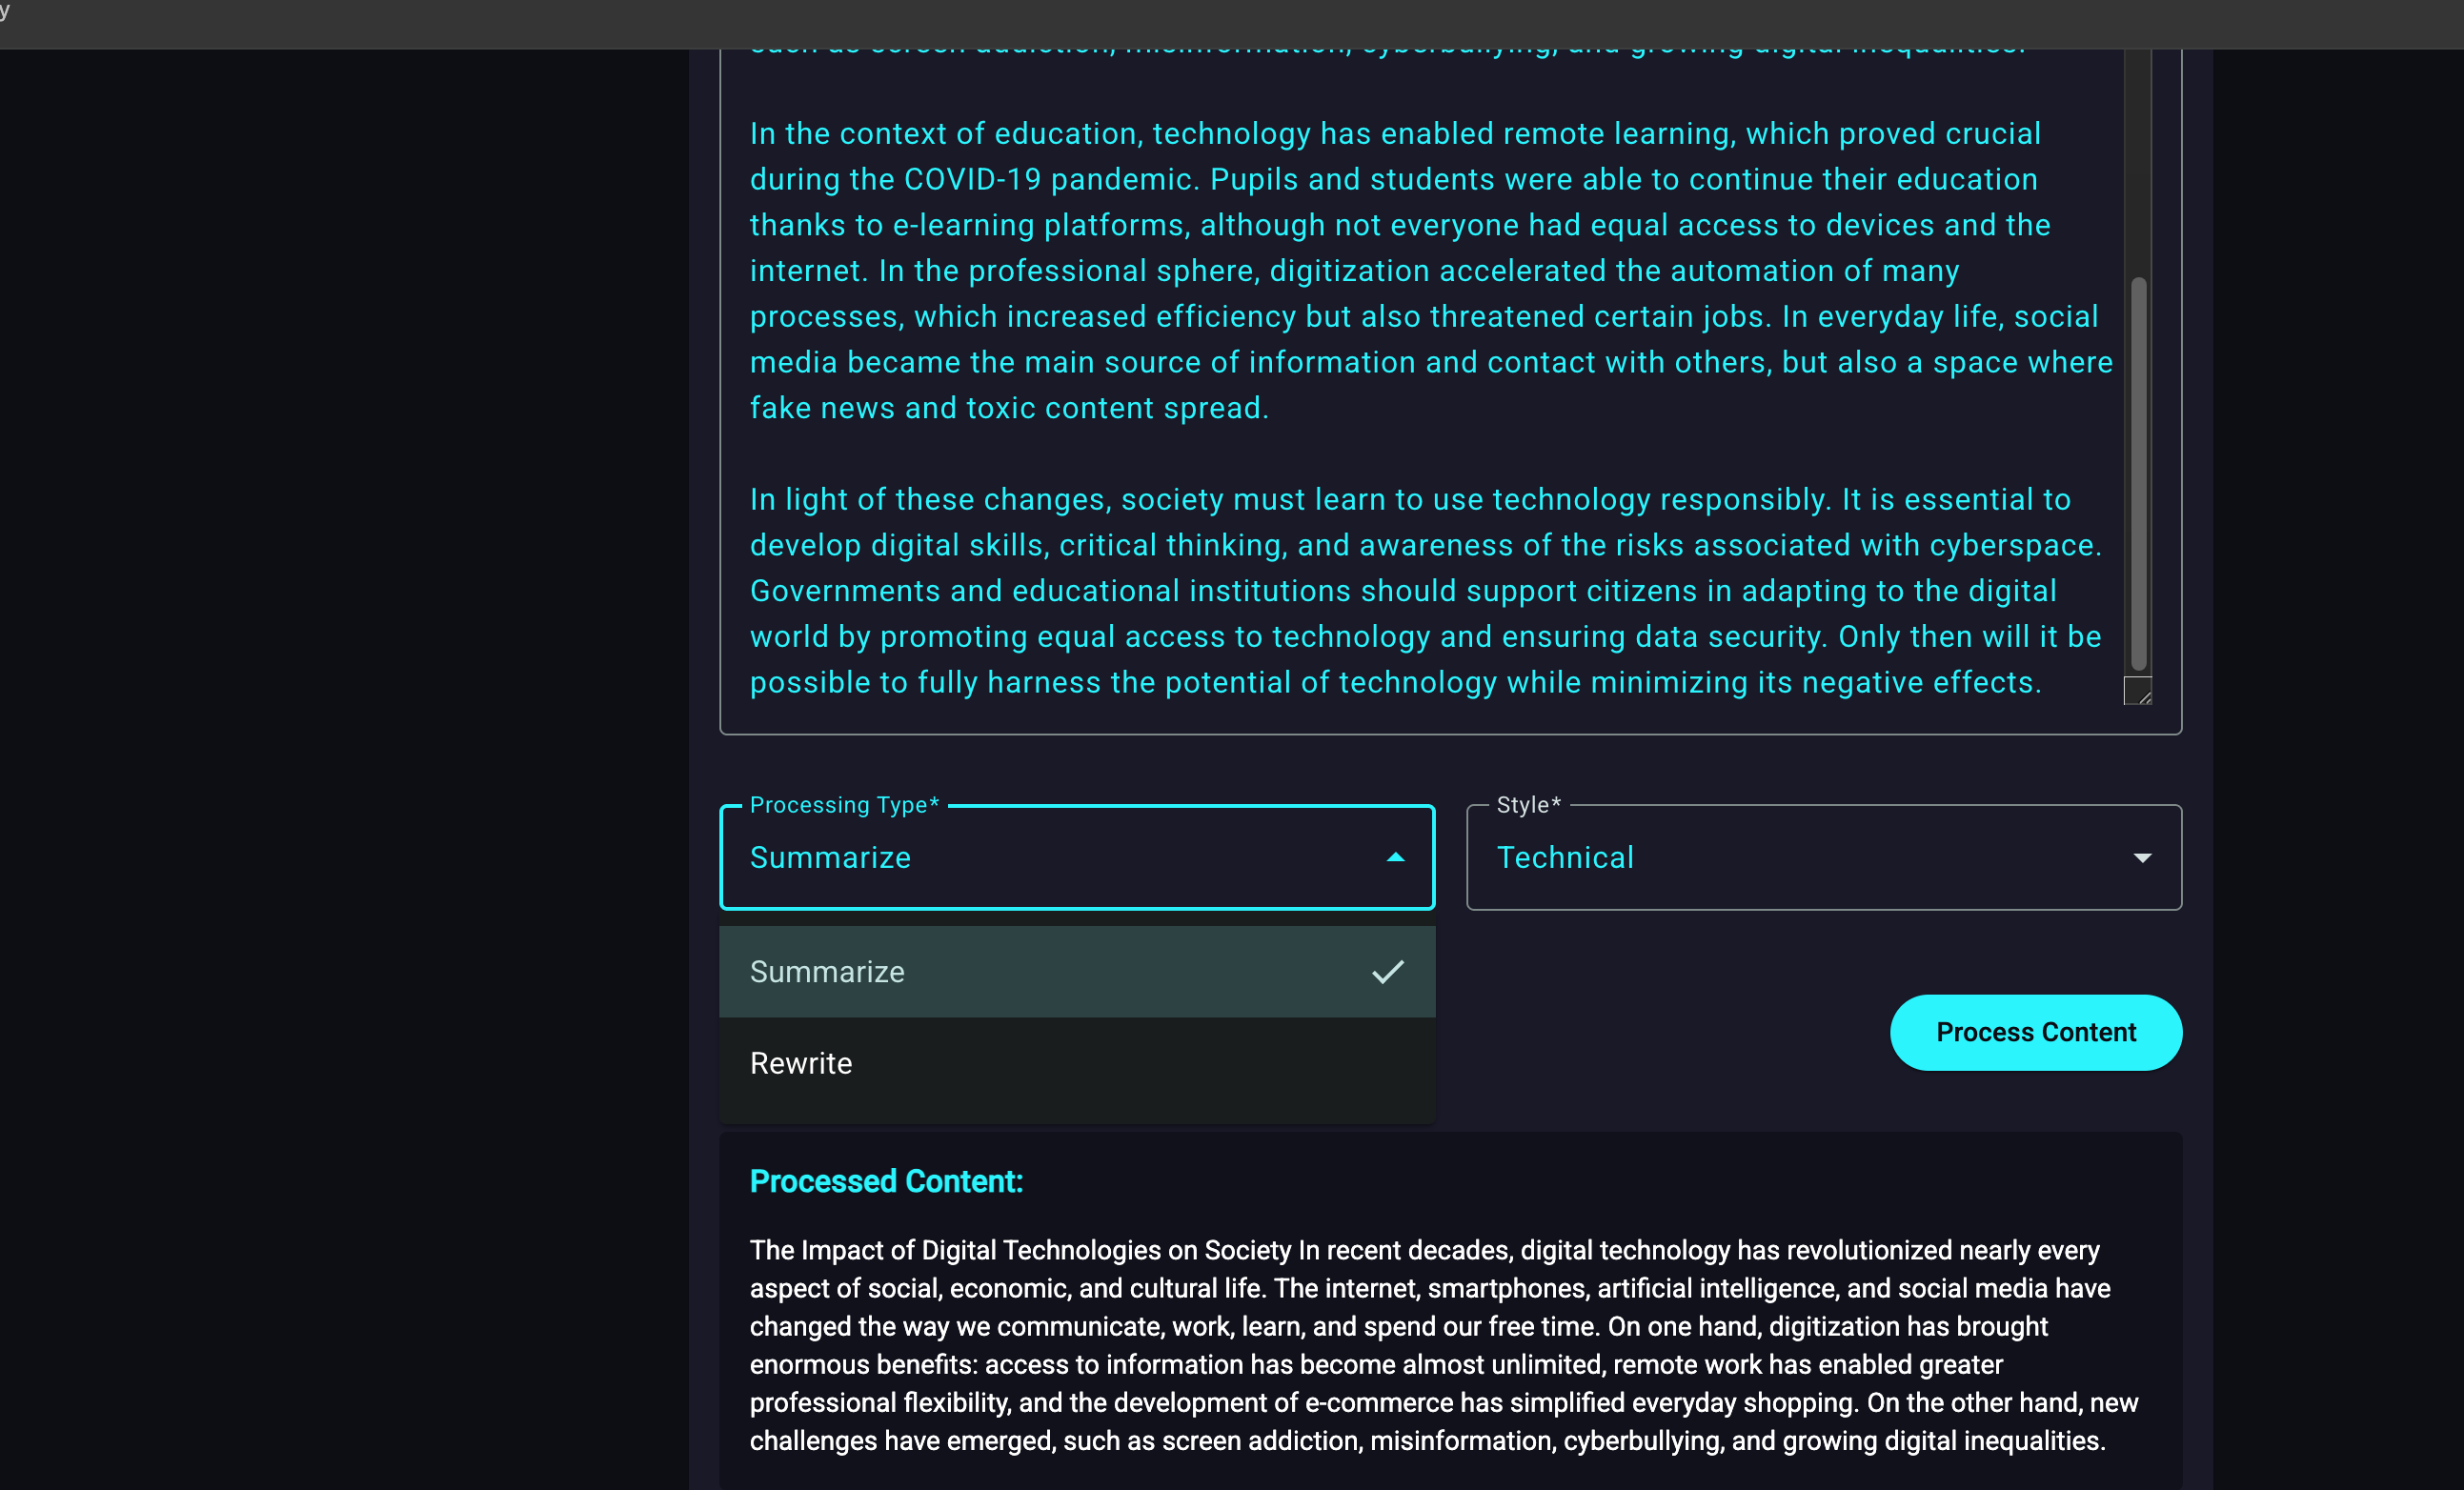 y
such as screen addiction, misinformation, cyberbullying, and growing digital inequalities.
In the context of education, technology has enabled remote learning, which proved crucial
during the COVID-19 pandemic. Pupils and students were able to continue their education
thanks to e-learning platforms, although not everyone had equal access to devices and the
internet. In the professional sphere, digitization accelerated the automation of many
processes, which increased efficiency but also threatened certain jobs. In everyday life, social
media became the main source of information and contact with others, but also a space where
fake news and toxic content spread.
In light of these changes, society must learn to use technology responsibly. It is essential to
develop digital skills, critical thinking, and awareness of the risks associated with cyberspace.
Governments and educational institutions should support citizens in adapting to the digital
world by promoting equal access to technology and ensuring data security. Only then will it be
possible to fully harness the potential of technology while minimizing its negative effects.
Processing Type*
Summarize
Style*
Technical
Summarize
Rewrite
Process Content
Processed Content:
The Impact of Digital Technologies on Society In recent decades, digital technology has revolutionized nearly every
aspect of social, economic, and cultural life. The internet, smartphones, artificial intelligence, and social media have
changed the way we communicate, work, learn, and spend our free time. On one hand, digitization has brought
enormous benefits: access to information has become almost unlimited, remote work has enabled greater
professional flexibility, and the development of e-commerce has simplified everyday shopping. On the other hand, new
challenges have emerged, such as screen addiction, misinformation, cyberbullying, and growing digital inequalities.